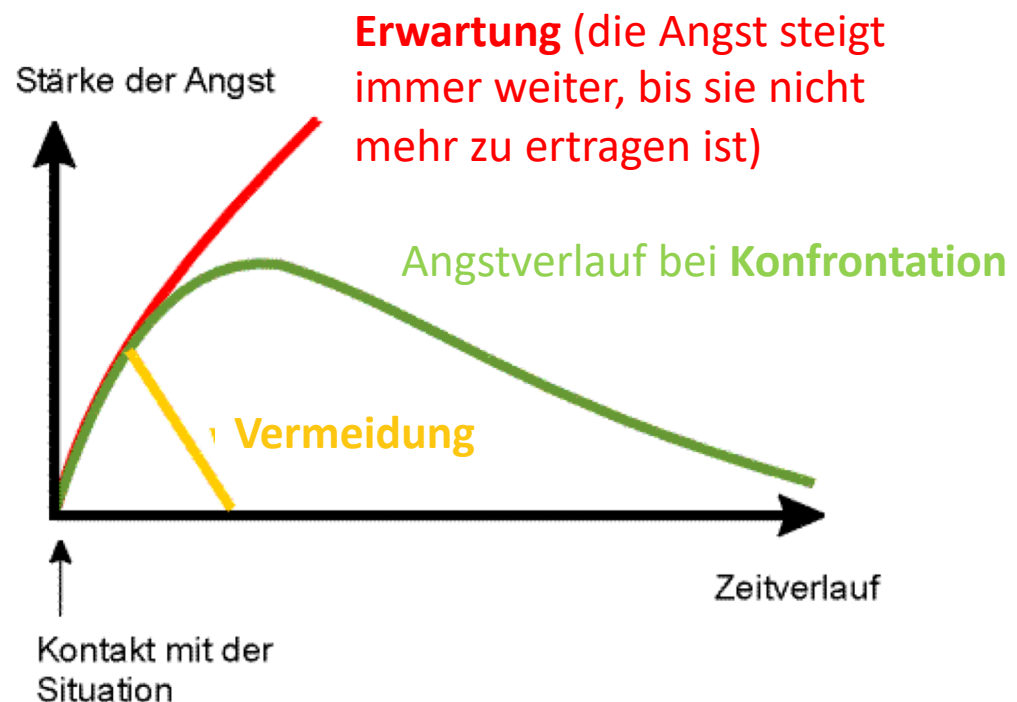 Erwartung (die Angst steigt
immer weiter, bis sie nicht
mehr zu ertragen ist)
Stärke der Angst
Angstverlauf bei Konfrontation
Vermeidung
Zeitverlauf
Kontakt mit der
Situation